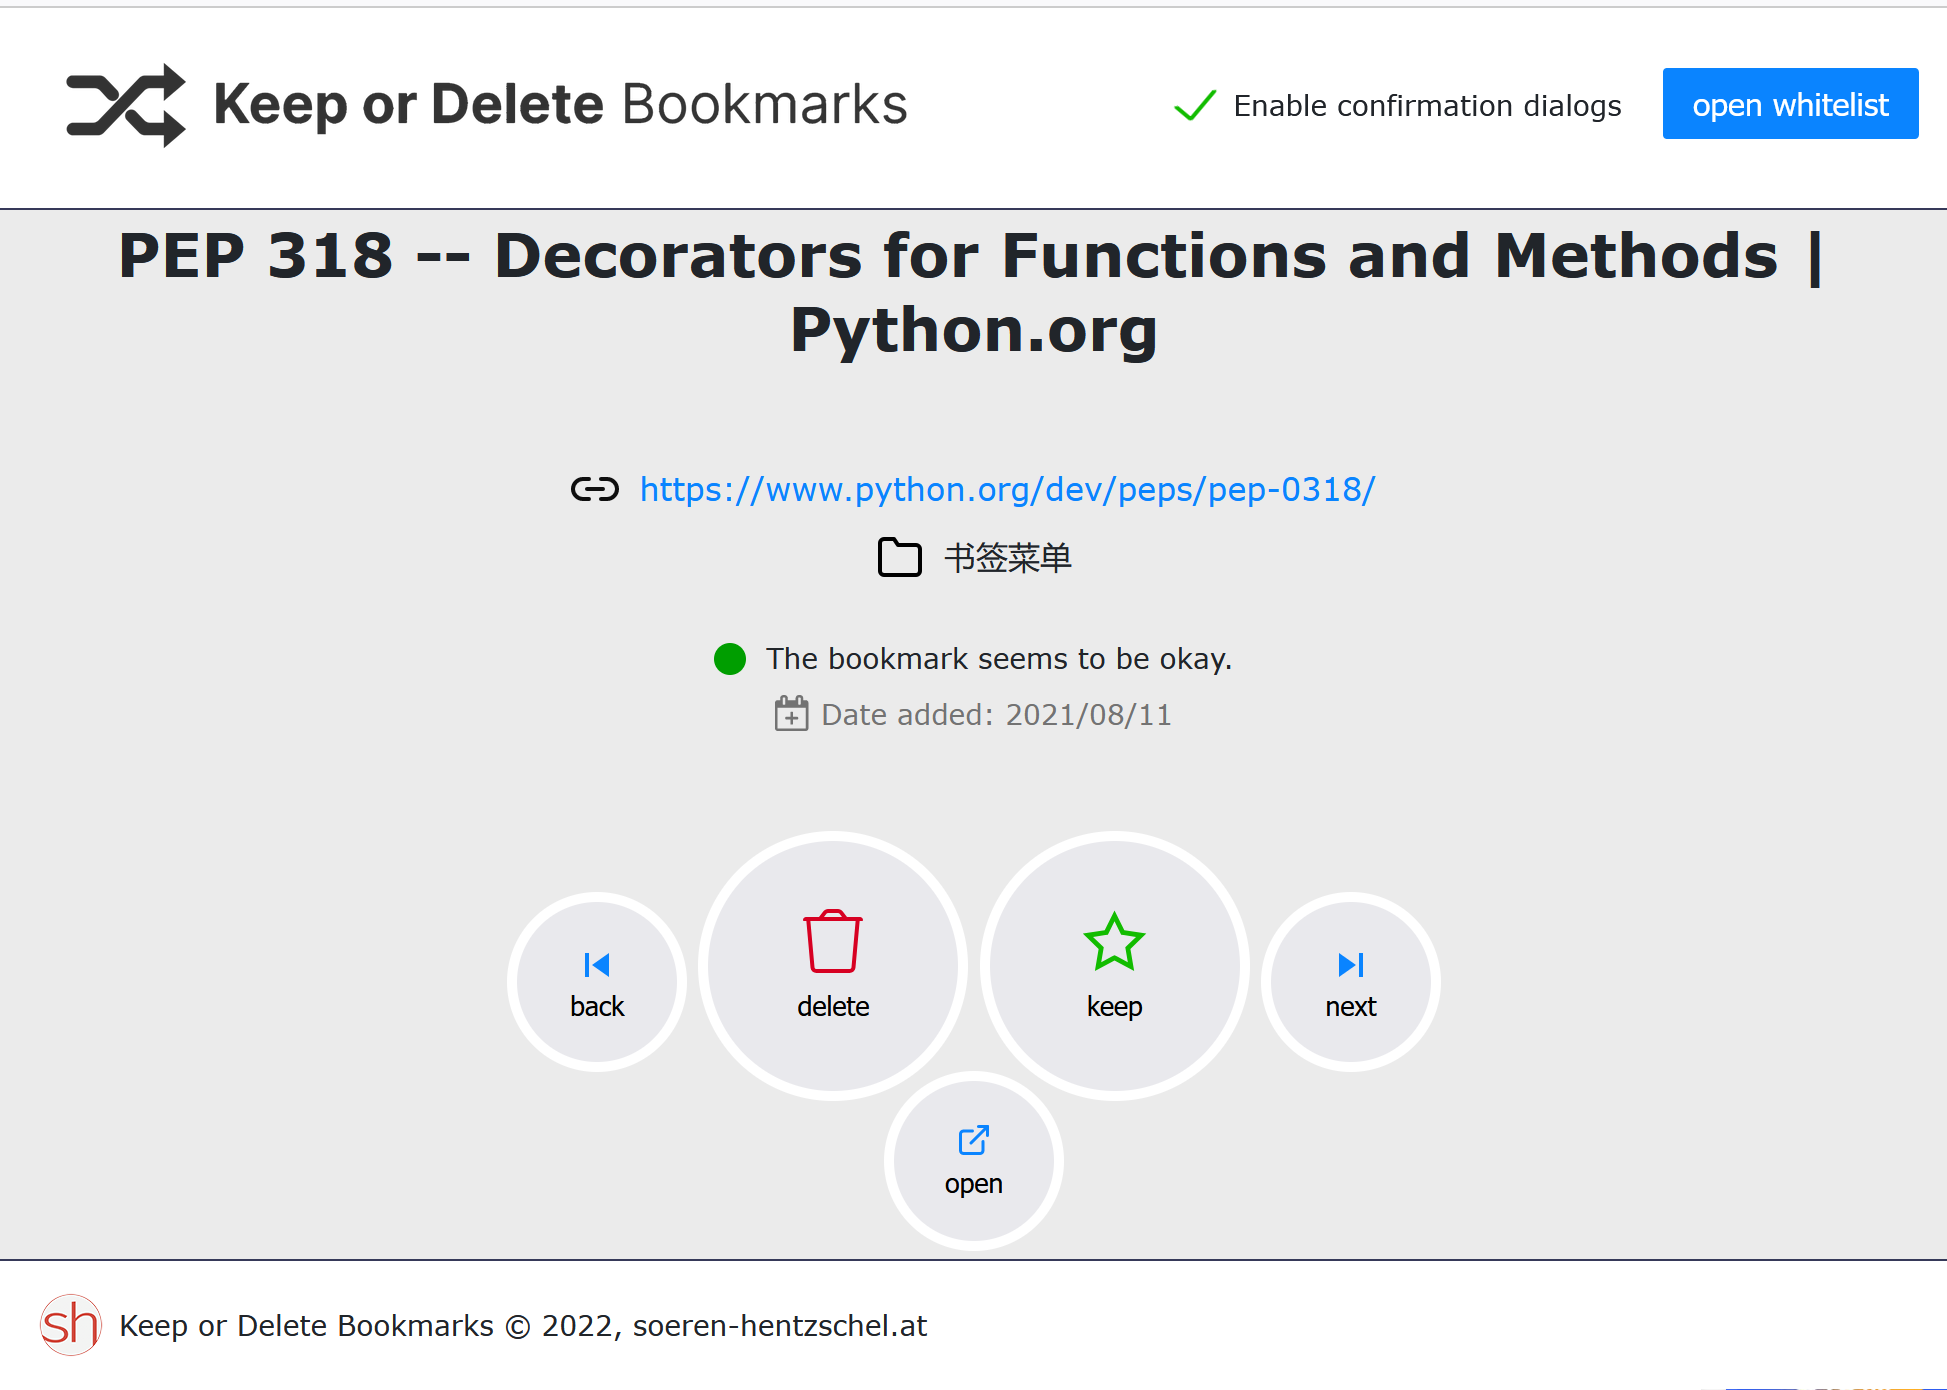 Keep or Delete Bookmarks
Enable confirmation dialogs
open whitelist
PEP 318 -- Decorators for Functions and Methods |
Python.org
https://www.python.org/dev/peps/pep-0318/
书签菜单
The bookmark seems to be okay.
Date added: 2021/08/11
back
delete
keep
next
open
sh
Keep or Delete Bookmarks © 2022, soeren-hentzschel.at